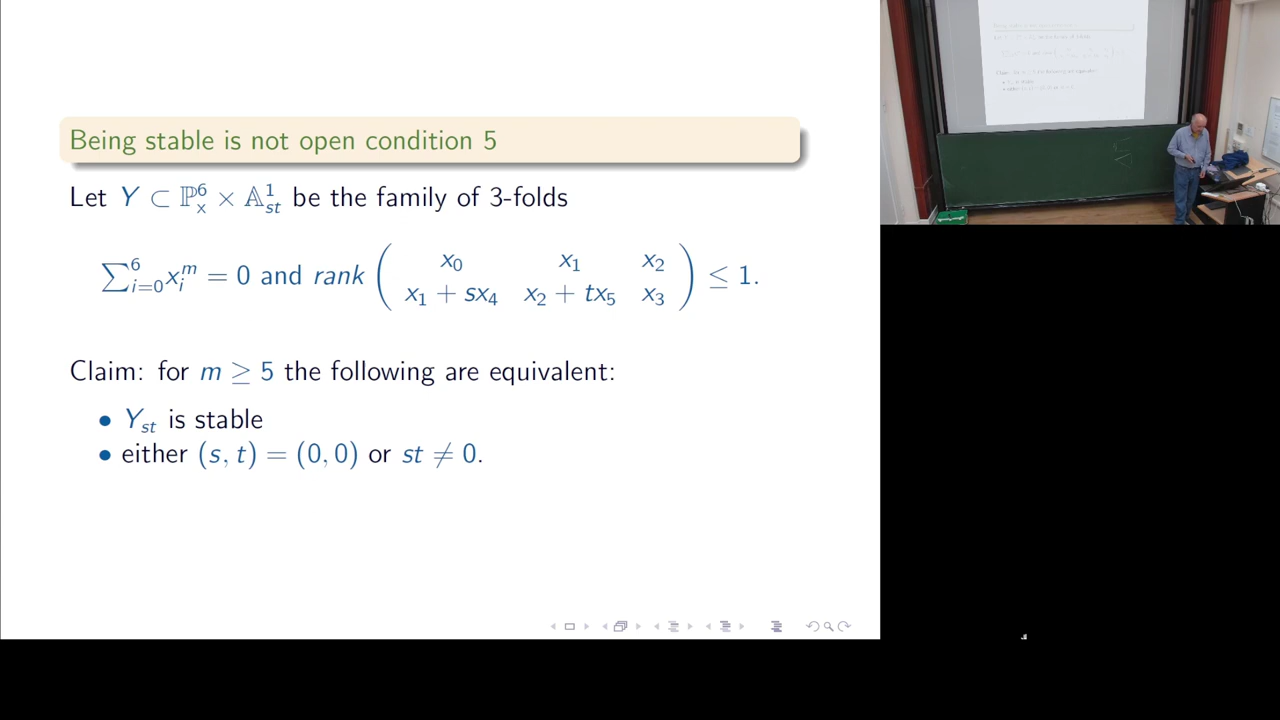 Being stable is not open condition 5
Let Y ⊂ ℙ⁶ₓ × 𝔸¹ₛₜ be the family of 3-folds
∑⁶ᵢ₌₀ xᵢᵐ = 0 and rank ( x₀ x₁ x₂
x₁ + sx₄ x₂ + tx₅ x₃ ) ≤ 1.
Claim: for m ≥ 5 the following are equivalent:
• Yₛₜ is stable
• either (s, t) = (0, 0) or st ≠ 0.